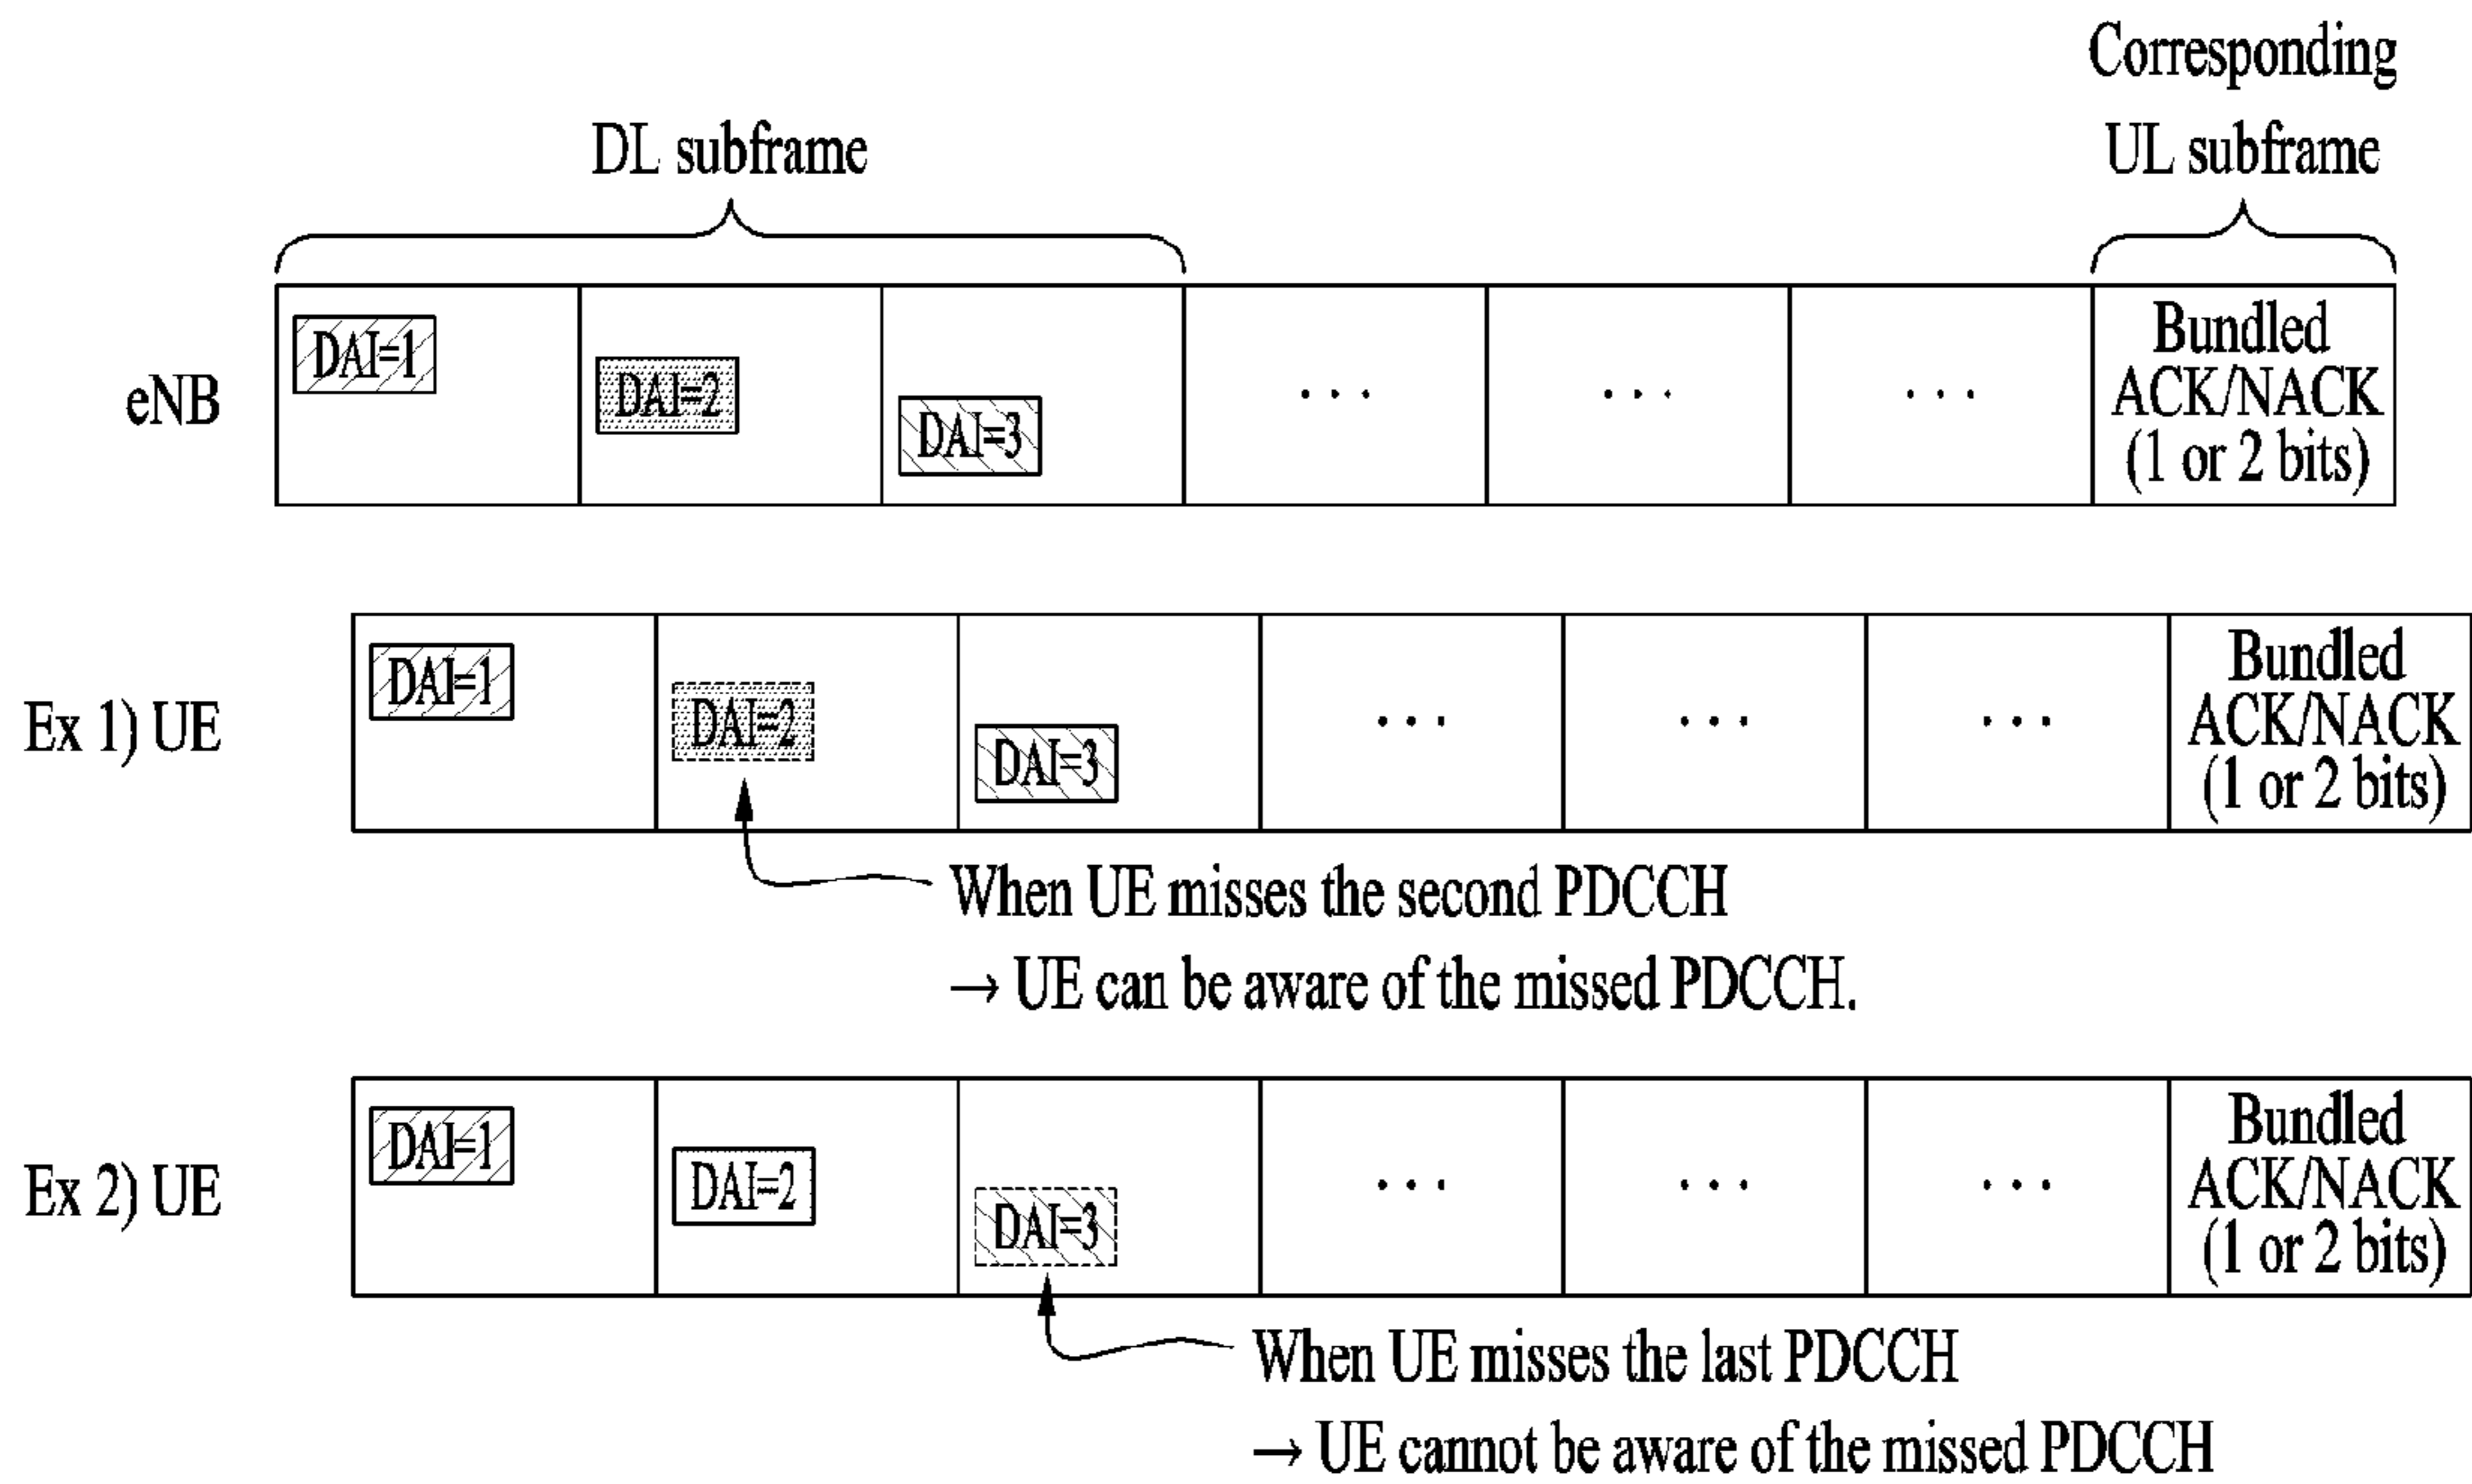 Corresponding
UL subframe
DL subframe
eNB
DAI=1
DAI=2
DAI=3
...
...
...
Bundled
ACK/NACK
(1 or 2 bits)
Ex 1) UE
DAI=1
DAI=2
DAI=3
...
...
...
Bundled
ACK/NACK
(1 or 2 bits)
When UE misses the second PDCCH
→ UE can be aware of the missed PDCCH.
Ex 2) UE
DAI=1
DAI=2
DAI=3
...
...
...
Bundled
ACK/NACK
(1 or 2 bits)
When UE misses the last PDCCH
→ UE cannot be aware of the missed PDCCH